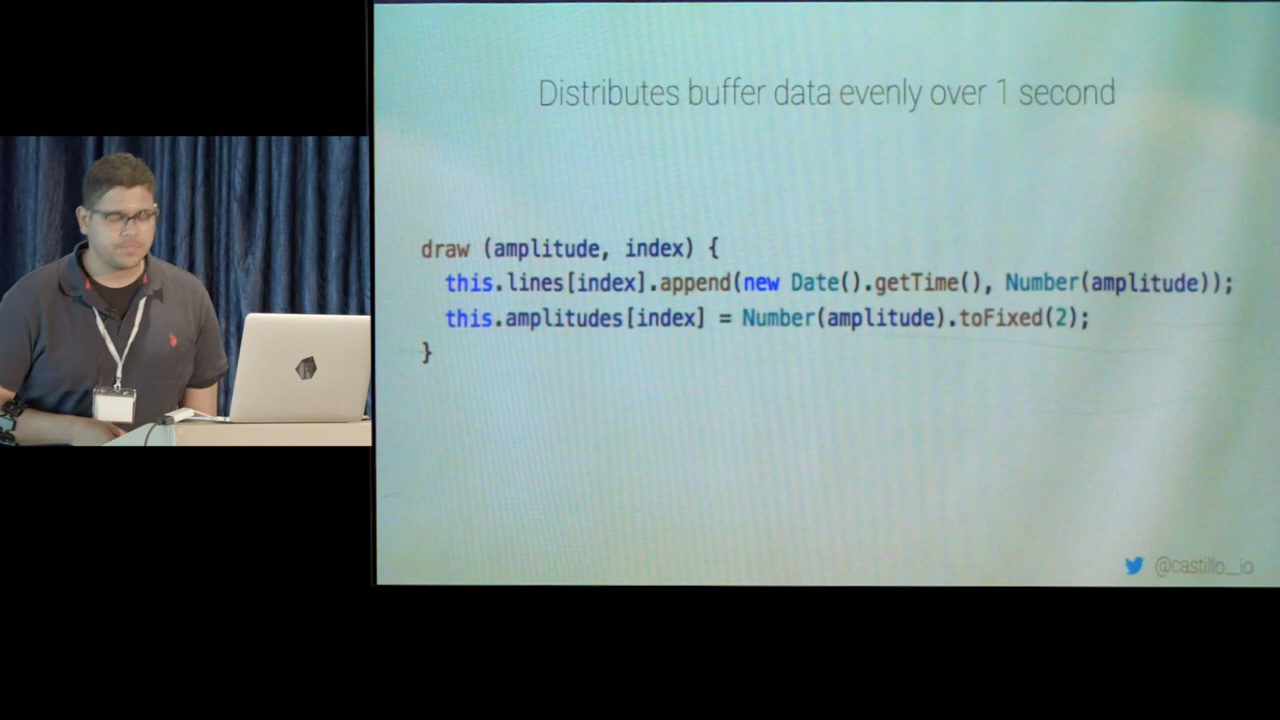 Distributes buffer data evenly over 1 second
draw (amplitude, index) {
  this.lines[index].append(new Date().getTime(), Number(amplitude));
  this.amplitudes[index] = Number(amplitude).toFixed(2);
}
@castillo_io